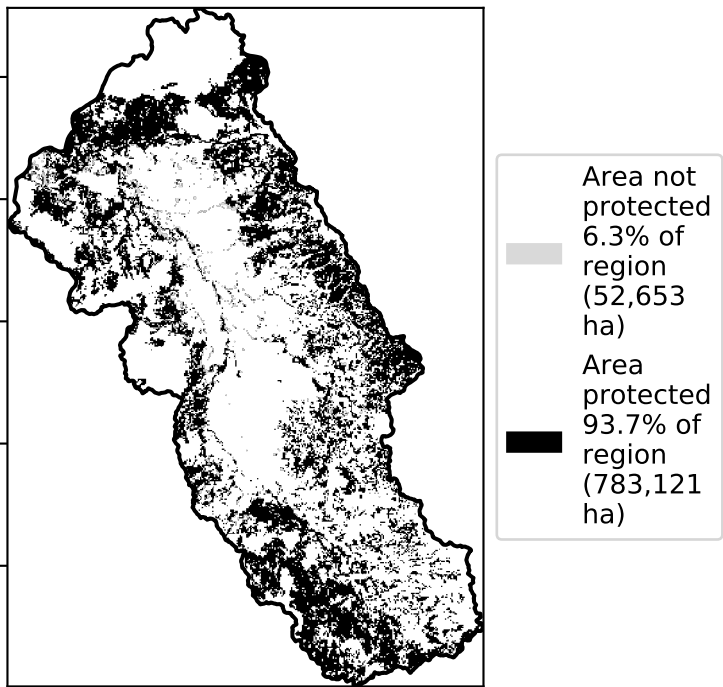 Area not
protected
6.3% of
region
(52,653
ha)
Area
protected
93.7% of
region
(783,121
ha)